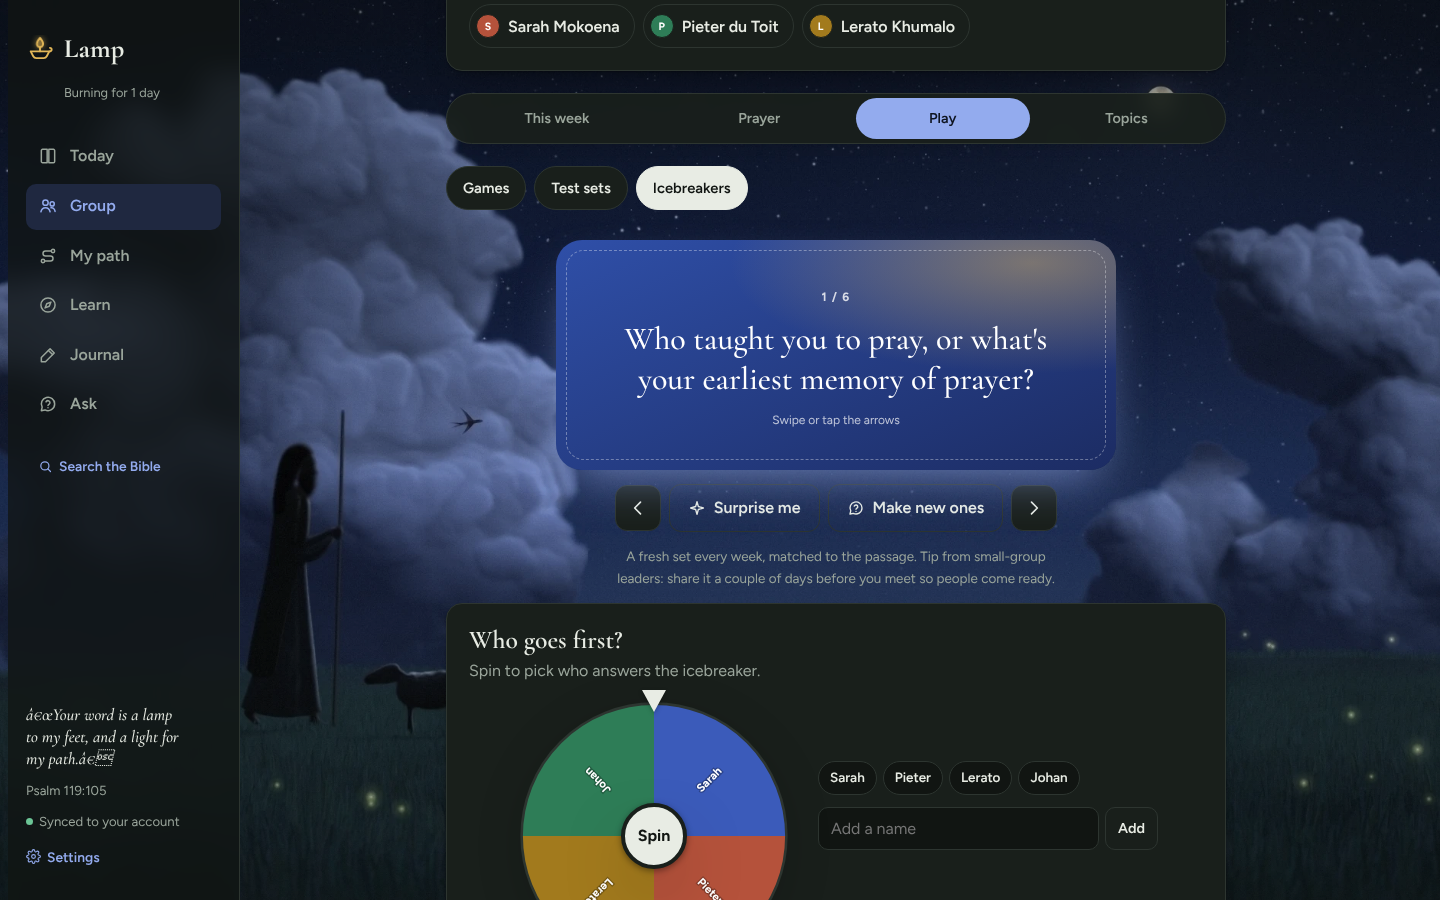 Lamp
Burning for 1 day
Today
Group
My path
Learn
Journal
Ask
Search the Bible
â€œYour word is a lamp
to my feet, and a light for
my path.â€
Psalm 119:105
Synced to your account
Settings
S Sarah Mokoena P Pieter du Toit L Lerato Khumalo
This week Prayer Play Topics
Games Test sets Icebreakers
1 / 6
Who taught you to pray, or what's
your earliest memory of prayer?
Swipe or tap the arrows
Surprise me Make new ones
A fresh set every week, matched to the passage. Tip from small-group
leaders: share it a couple of days before you meet so people come ready.
Who goes first?
Spin to pick who answers the icebreaker.
Johan Sarah
Spin
Sarah Pieter Lerato Johan
Add a name Add